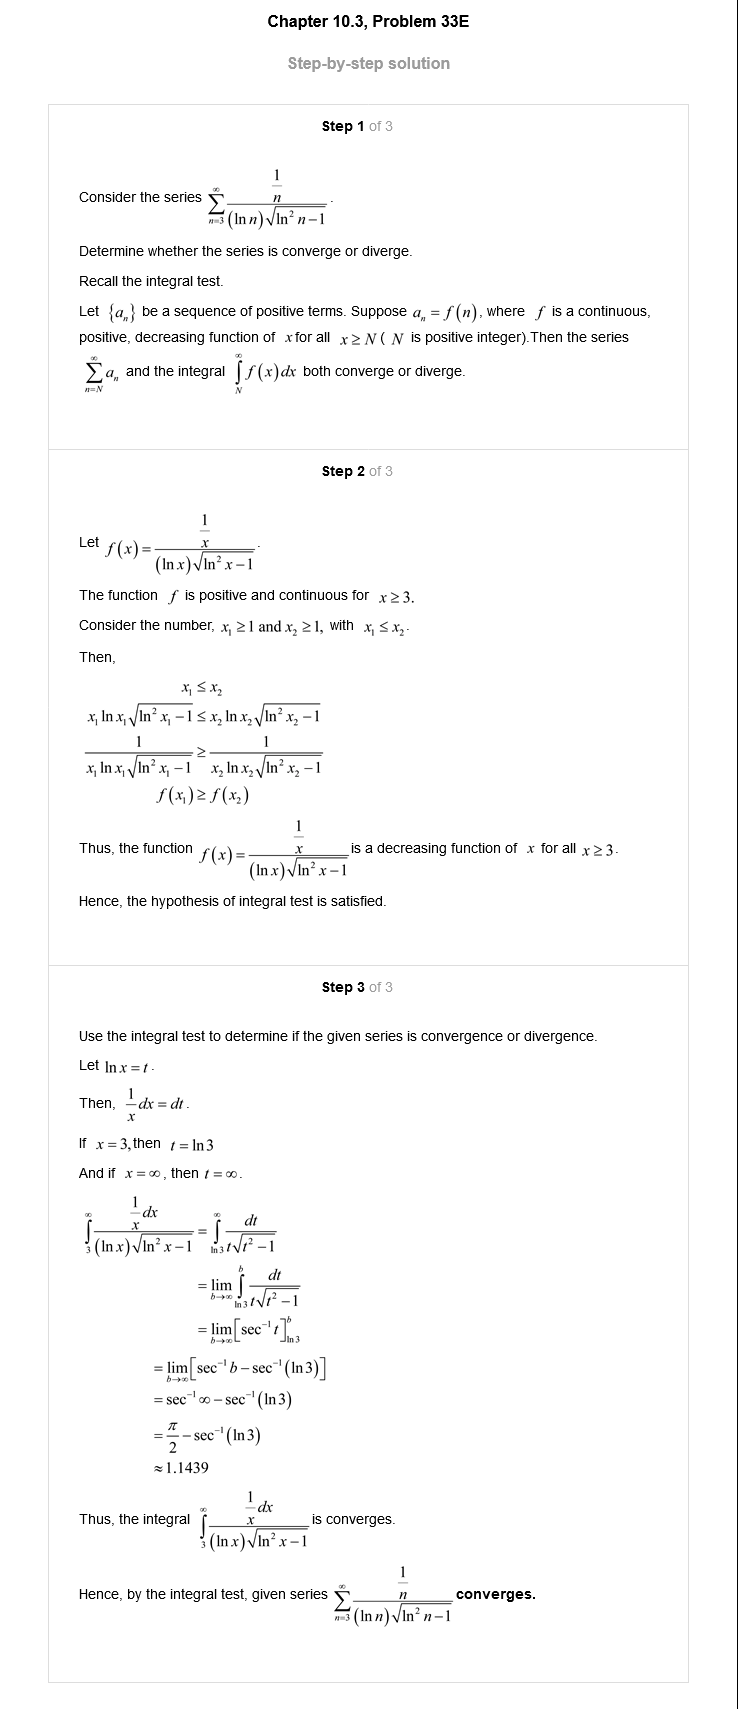 Chapter 10.3, Problem 33E
Step-by-step solution
Step 1 of 3
Consider the series $\sum_{n=3}^{\infty} \frac{\frac{1}{n}}{(\ln n)\sqrt{\ln^2 n-1}}$.
Determine whether the series is converge or diverge.
Recall the integral test.
Let $\{a_n\}$ be a sequence of positive terms. Suppose $a_n = f(n)$, where $f$ is a continuous,
positive, decreasing function of $x$ for all $x \ge N$ ( $N$ is positive integer).Then the series
$\sum_{n=N}^{\infty} a_n$ and the integral $\int_{N}^{\infty} f(x)dx$ both converge or diverge.
Step 2 of 3
Let $f(x)=\frac{\frac{1}{x}}{(\ln x)\sqrt{\ln^2 x-1}}$.
The function $f$ is positive and continuous for $x \ge 3$.
Consider the number, $x_1 \ge 1$ and $x_2 \ge 1$, with $x_1 \le x_2$.
Then,
$x_1 \le x_2$
$x_1 \ln x_1 \sqrt{\ln^2 x_1-1} \le x_2 \ln x_2 \sqrt{\ln^2 x_2-1}$
$\frac{1}{x_1 \ln x_1 \sqrt{\ln^2 x_1-1}} \ge \frac{1}{x_2 \ln x_2 \sqrt{\ln^2 x_2-1}}$
$f(x_1) \ge f(x_2)$
Thus, the function $f(x)=\frac{\frac{1}{x}}{(\ln x)\sqrt{\ln^2 x-1}}$ is a decreasing function of $x$ for all $x \ge 3$.
Hence, the hypothesis of integral test is satisfied.
Step 3 of 3
Use the integral test to determine if the given series is convergence or divergence.
Let $\ln x = t$.
Then, $\frac{1}{x}dx = dt$.
If $x = 3$, then $t = \ln 3$
And if $x = \infty$, then $t = \infty$.
$\int_{3}^{\infty} \frac{\frac{1}{x}dx}{(\ln x)\sqrt{\ln^2 x-1}} = \int_{\ln 3}^{\infty} \frac{dt}{t\sqrt{t^2-1}}$
$= \lim_{b\to\infty} \int_{\ln 3}^{b} \frac{dt}{t\sqrt{t^2-1}}$
$= \lim_{b\to\infty} \left[\sec^{-1} t\right]_{\ln 3}^{b}$
$= \lim_{b\to\infty} \left[\sec^{-1} b - \sec^{-1}(\ln 3)\right]$
$= \sec^{-1} \infty - \sec^{-1}(\ln 3)$
$= \frac{\pi}{2} - \sec^{-1}(\ln 3)$
$\approx 1.1439$
Thus, the integral $\int_{3}^{\infty} \frac{\frac{1}{x}dx}{(\ln x)\sqrt{\ln^2 x-1}}$ is converges.
Hence, by the integral test, given series $\sum_{n=3}^{\infty} \frac{\frac{1}{n}}{(\ln n)\sqrt{\ln^2 n-1}}$ converges.